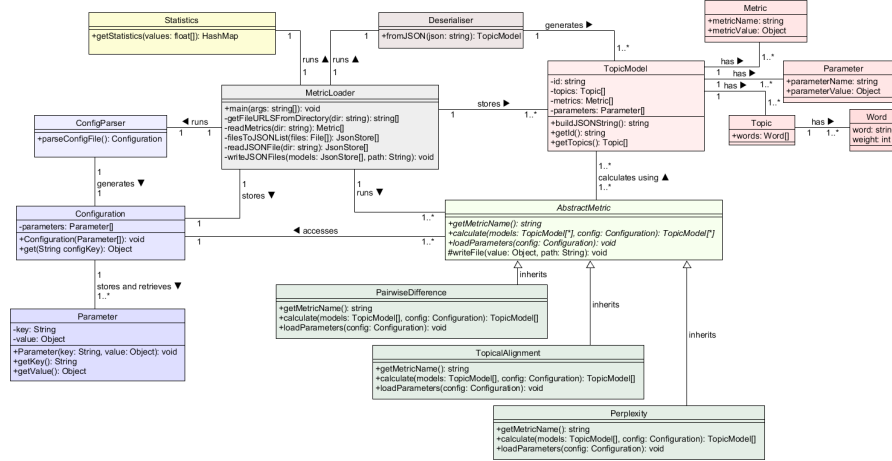 Statistics
+getStatistics(values: float[]): HashMap
Deserialiser
+fromJSON(json: string): TopicModel
Metric
+metricName: string
+metricValue: Object
1
1
runs ▲
1
runs ▲
1
1
generates ▶
1..*
1..*
has ▶
1
has ▶
1
1..*
has ▶
1
1..*
Parameter
+parameterName: string
+parameterValue: Object
TopicModel
-id: string
-topics: Topic[]
-metrics: Metric[]
-parameters: Parameter[]
+buildJSONString(): string
+getId(): string
+getTopics(): Topic[]
MetricLoader
+main(args: string[]): void
-getFileURLSFromDirectory(dir: string): string[]
-readMetrics(dir: string): Metric[]
-filesToJSONList(files: File[]): JsonStore[]
-readJSONFile(dir: string): JsonStore[]
-writeJSONFiles(models: JsonStore[], path: String): void
1
stores ▶
1..*
ConfigParser
+parseConfigFile(): Configuration
◀ runs
1
1
Topic
+words: Word[]
has ▶
1
1..*
Word
word: strin
weight: int
1
generates ▼
1
1
stores ▼
1
runs ▼
1..*
calculates using ▲
1..*
Configuration
-parameters: Parameter[]
+Configuration(Parameter[]): void
+get(String configKey): Object
1
1
◀ accesses
1..*
1..*
AbstractMetric
+getMetricName(): string
+calculate(models: TopicModel[*], config: Configuration): TopicModel[*]
+loadParameters(config: Configuration): void
#writeFile(value: Object, path: String): void
1
stores and retrieves ▼
1..*
inherits
inherits
inherits
Parameter
-key: String
-value: Object
+Parameter(key: String, value: Object): void
+getKey(): String
+getValue(): Object
PairwiseDifference
+getMetricName(): string
+calculate(models: TopicModel[], config: Configuration): TopicModel[]
+loadParameters(config: Configuration): void
TopicalAlignment
+getMetricName(): string
+calculate(models: TopicModel[], config: Configuration): TopicModel[]
+loadParameters(config: Configuration): void
Perplexity
+getMetricName(): string
+calculate(models: TopicModel[], config: Configuration): TopicModel[]
+loadParameters(config: Configuration): void